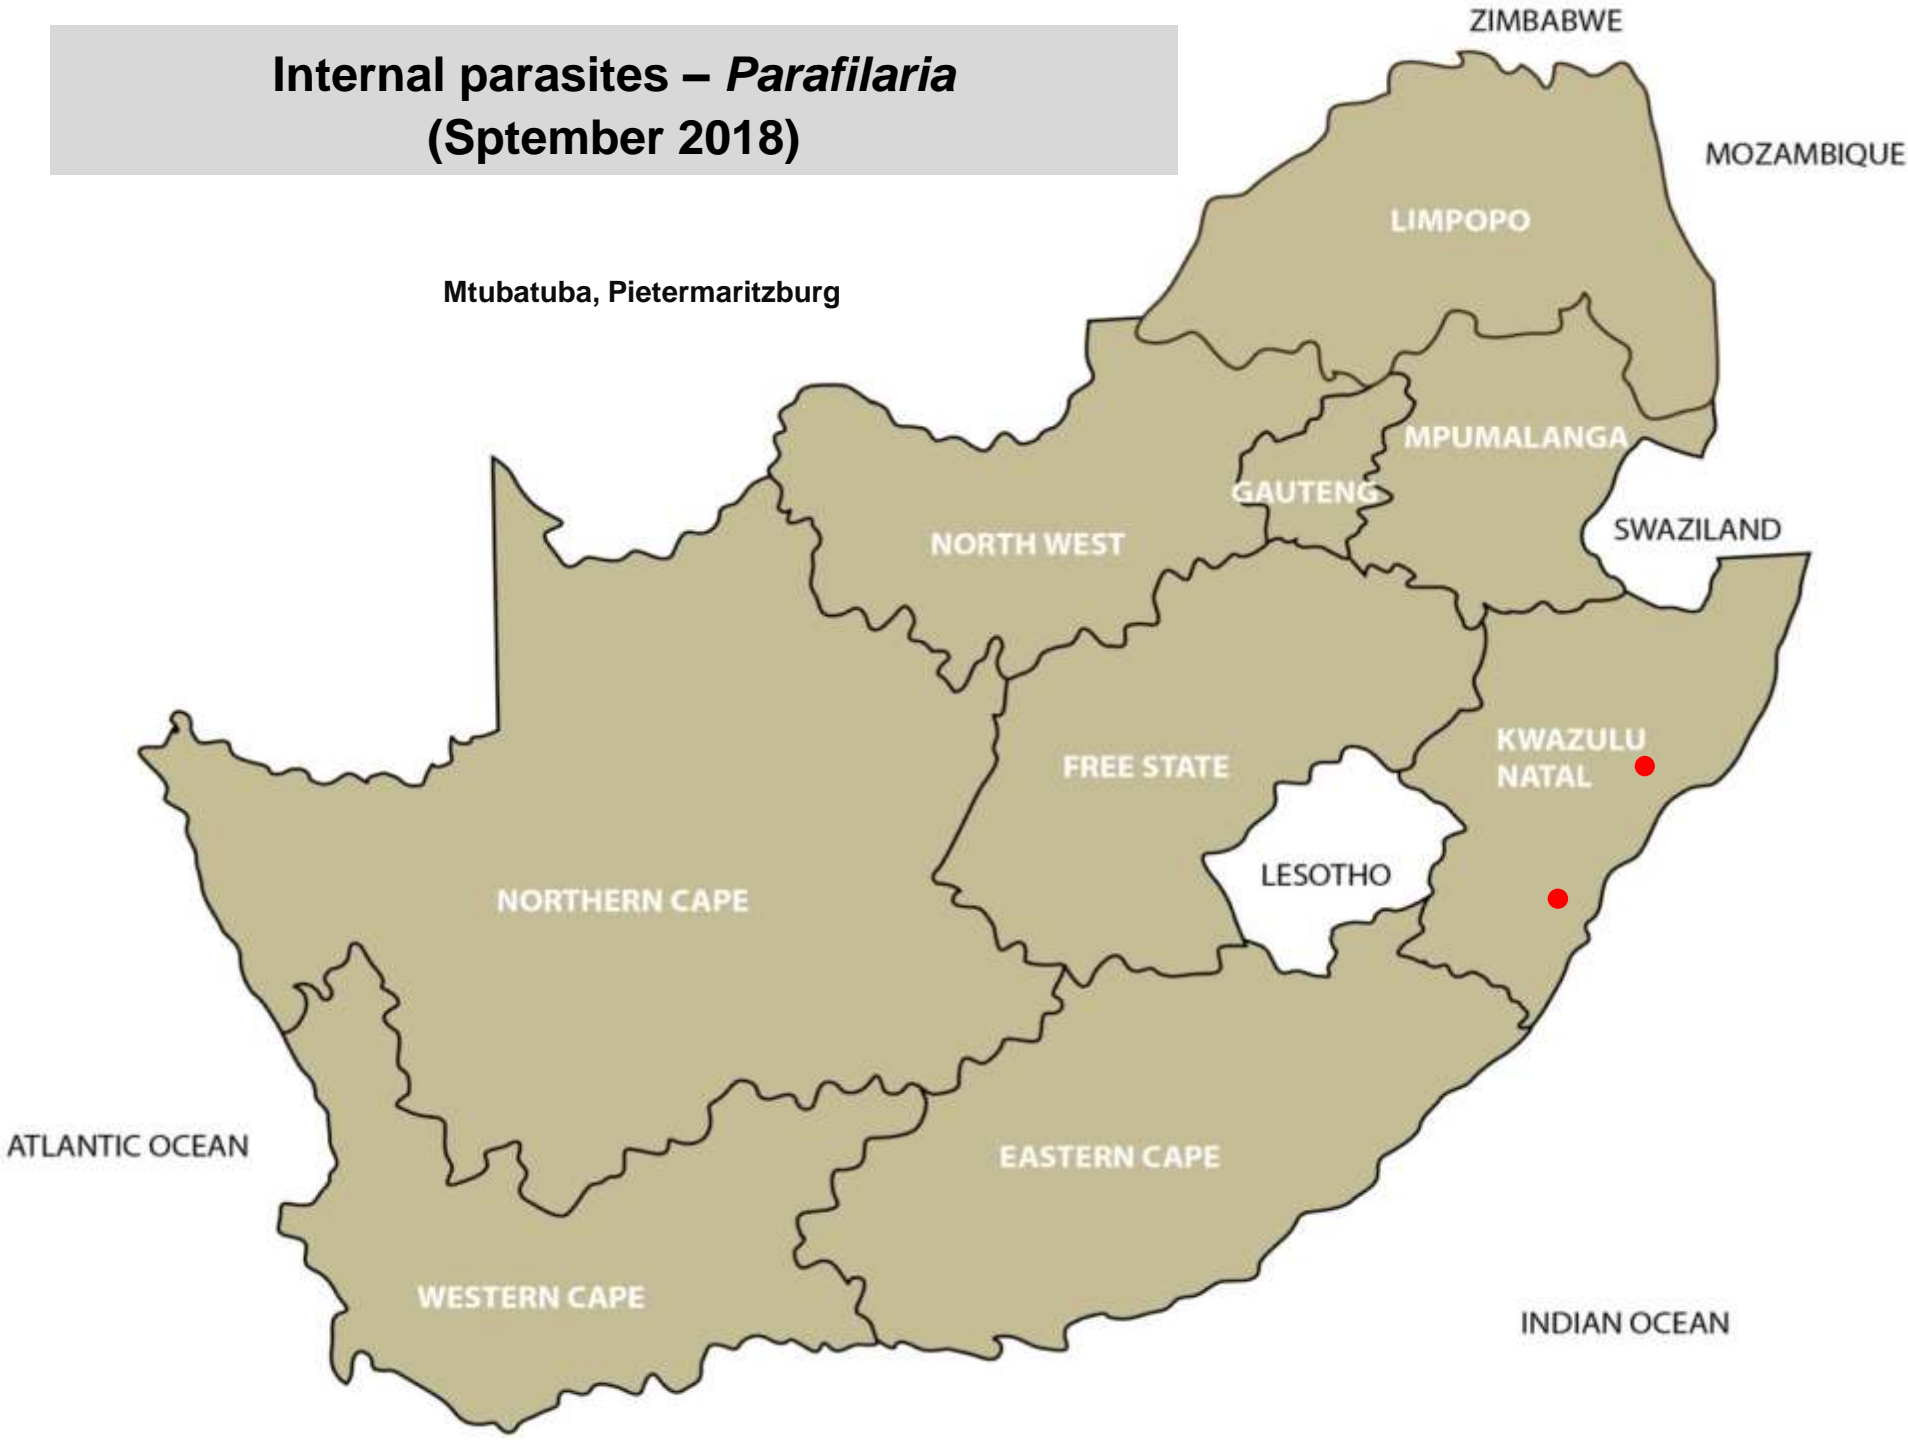 Internal parasites – Parafilaria
(Sptember 2018)
ZIMBABWE
MOZAMBIQUE
LIMPOPO
Mtubatuba, Pietermaritzburg
MPUMALANGA
GAUTENG
SWAZILAND
NORTH WEST
KWAZULU
NATAL
FREE STATE
LESOTHO
NORTHERN CAPE
ATLANTIC OCEAN
EASTERN CAPE
WESTERN CAPE
INDIAN OCEAN